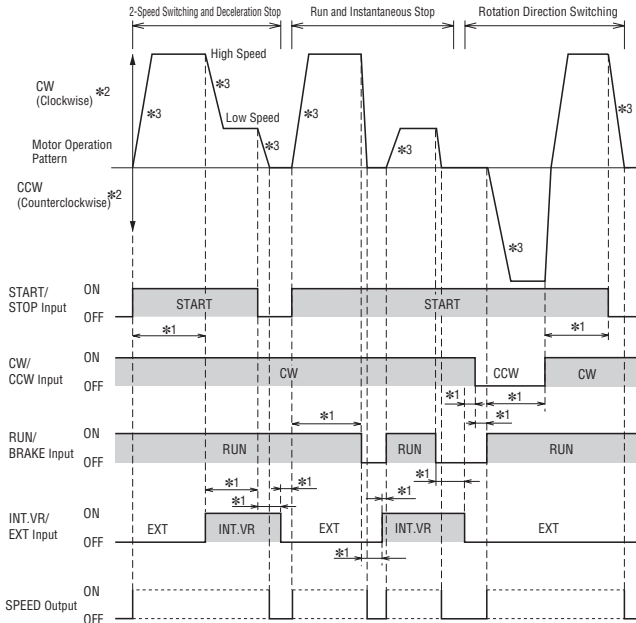 2-Speed Switching and Deceleration Stop
Run and Instantaneous Stop
Rotation Direction Switching
High Speed
CW
(Clockwise) *2
*3
*3
Low Speed
*3
*3
*3
Motor Operation
Pattern
CCW
(Counterclockwise) *2
*3
START/
STOP Input
ON
OFF
START
START
*1
*1
CW/
CCW Input
ON
OFF
CW
CCW
CW
*1
*1
*1
*1
RUN/
BRAKE Input
ON
OFF
RUN
RUN
RUN
*1
*1
*1
*1
INT.VR/
EXT Input
ON
OFF
EXT
INT.VR
EXT
INT.VR
EXT
*1
*1
SPEED Output
ON
OFF